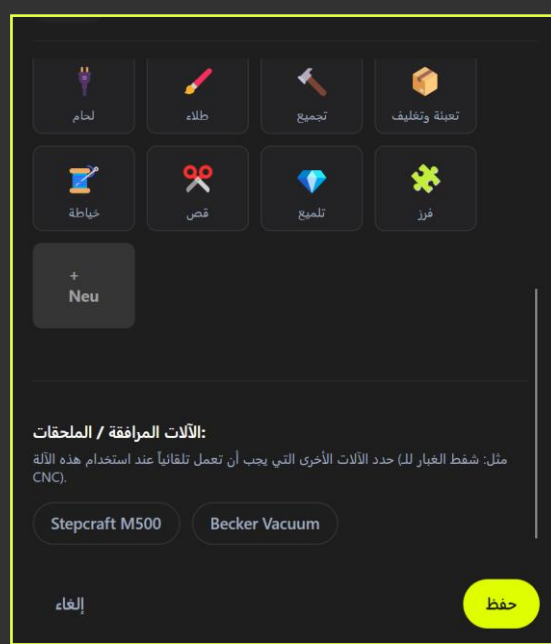 لحام
طلاء
تجميع
تعبئة وتغليف
خياطة
قص
تلميع
فرز
+
Neu
الآلات المرافقة / الملحقات:
حدد الآلات الأخرى التي يجب أن تعمل تلقائياً عند استخدام هذه الآلة (مثل: شفط الغبار للـ
CNC).
Stepcraft M500
Becker Vacuum
إلغاء
حفظ